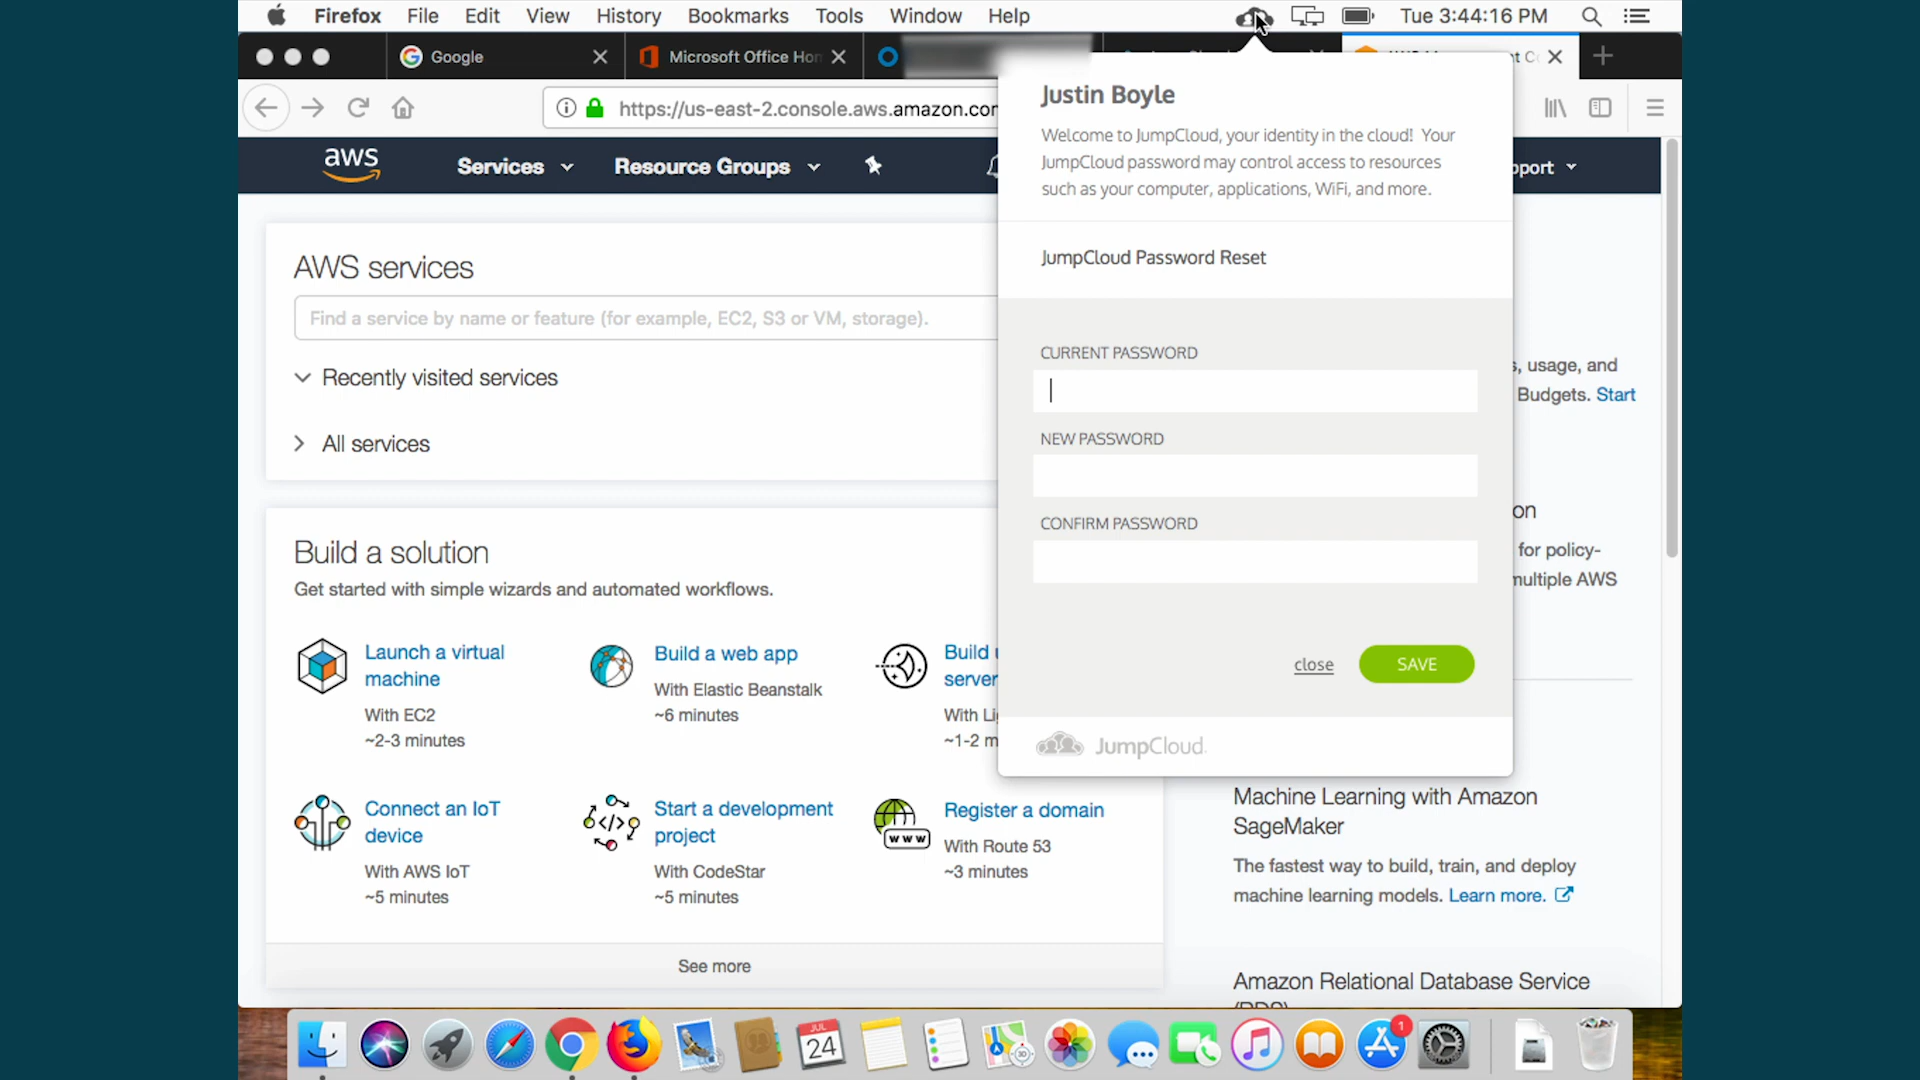 Firefox File Edit View History Bookmarks Tools Window Help Tue 3:44:16 PM
Google Microsoft Office Hom
https://us-east-2.console.aws.amazon.com
aws Services Resource Groups
Justin Boyle
Welcome to JumpCloud, your identity in the cloud! Your
JumpCloud password may control access to resources
such as your computer, applications, WiFi, and more.
JumpCloud Password Reset
CURRENT PASSWORD
NEW PASSWORD
CONFIRM PASSWORD
close SAVE
JumpCloud.
AWS services
Find a service by name or feature (for example, EC2, S3 or VM, storage).
Recently visited services
All services
Build a solution
Get started with simple wizards and automated workflows.
Launch a virtual
machine
With EC2
~2-3 minutes
Build a web app
With Elastic Beanstalk
~6 minutes
Build
server
With
~1-2
Connect an IoT
device
With AWS IoT
~5 minutes
Start a development
project
With CodeStar
~5 minutes
Register a domain
With Route 53
~3 minutes
www
See more
usage, and
Budgets. Start
on
for policy-
multiple AWS
Machine Learning with Amazon
SageMaker
The fastest way to build, train, and deploy
machine learning models. Learn more.
Amazon Relational Database Service
(RDS)
JUL
24
3D
1